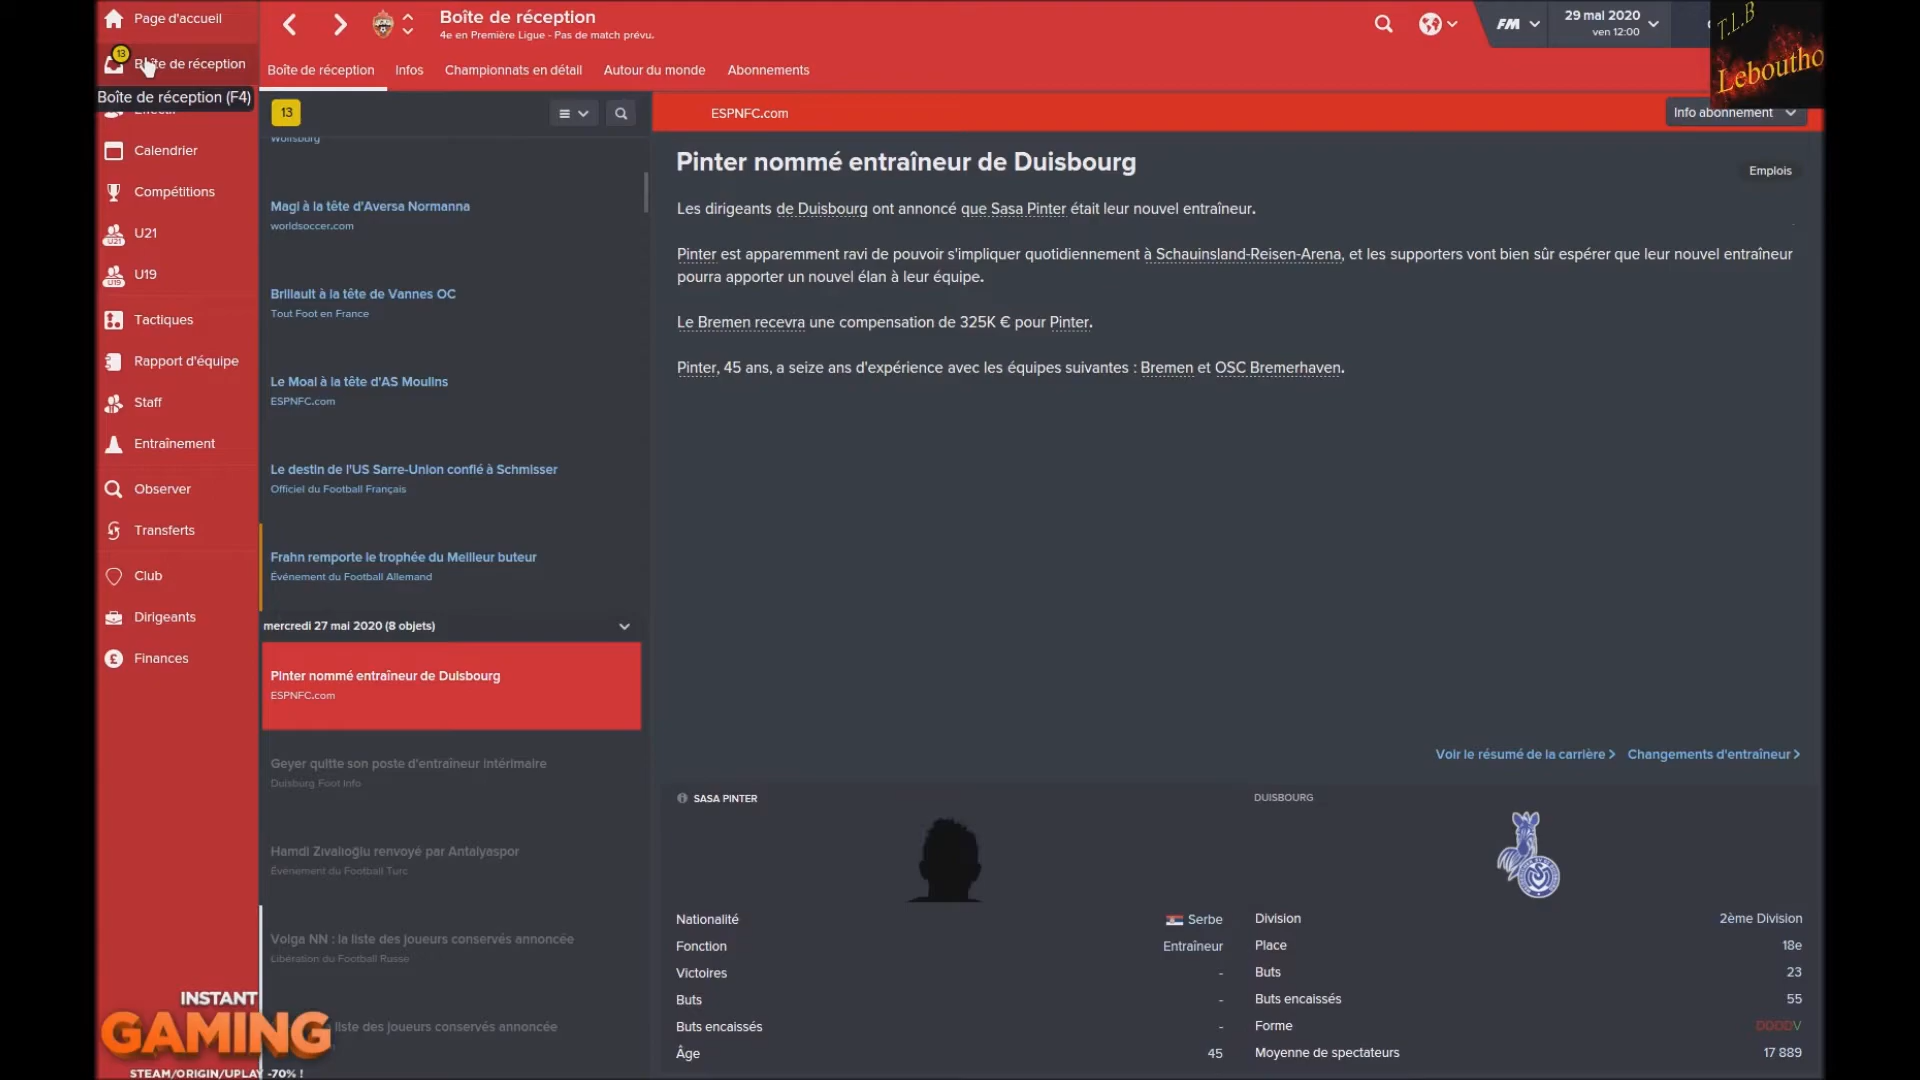 Page d'accueil
13
Boîte de réception
Boîte de réception (F4)
Calendrier
Compétitions
U21
U21
U19
U19
Tactiques
Rapport d'équipe
Staff
Entraînement
Observer
Transferts
Club
Dirigeants
Finances
Boîte de réception
4e en Première Ligue - Pas de match prévu.
FM
29 mai 2020
ven 12:00
T.L.B
Leboutho
Boîte de réception
Infos
Championnats en détail
Autour du monde
Abonnements
13
Wolfsburg
Magi à la tête d'Aversa Normanna
worldsoccer.com
Brillault à la tête de Vannes OC
Tout Foot en France
Le Moal à la tête d'AS Moulins
ESPNFC.com
Le destin de l'US Sarre-Union confié à Schmisser
Officiel du Football Français
Frahn remporte le trophée du Meilleur buteur
Événement du Football Allemand
mercredi 27 mai 2020 (8 objets)
Pinter nommé entraîneur de Duisbourg
ESPNFC.com
Geyer quitte son poste d'entraîneur intérimaire
Duisburg Foot Info
Hamdi Zıvalıoğlu renvoyé par Antalyaspor
Événement du Football Turc
Volga NN : la liste des joueurs conservés annoncée
Libération du Football Russe
liste des joueurs conservés annoncée
ESPNFC.com
Info abonnement
Pinter nommé entraîneur de Duisbourg
Emplois
Les dirigeants de Duisbourg ont annoncé que Sasa Pinter était leur nouvel entraîneur.
Pinter est apparemment ravi de pouvoir s'impliquer quotidiennement à Schauinsland-Reisen-Arena, et les supporters vont bien sûr espérer que leur nouvel entraîneur
pourra apporter un nouvel élan à leur équipe.
Le Bremen recevra une compensation de 325K € pour Pinter.
Pinter, 45 ans, a seize ans d'expérience avec les équipes suivantes : Bremen et OSC Bremerhaven.
Voir le résumé de la carrière >
Changements d'entraîneur >
SASA PINTER
Nationalité Serbe
Fonction Entraîneur
Victoires -
Buts -
Buts encaissés -
Âge 45
DUISBOURG
Division 2ème Division
Place 18e
Buts 23
Buts encaissés 55
Forme DDDDV
Moyenne de spectateurs 17 889
INSTANT
GAMING
STEAM/ORIGIN/UPLAY -70% !